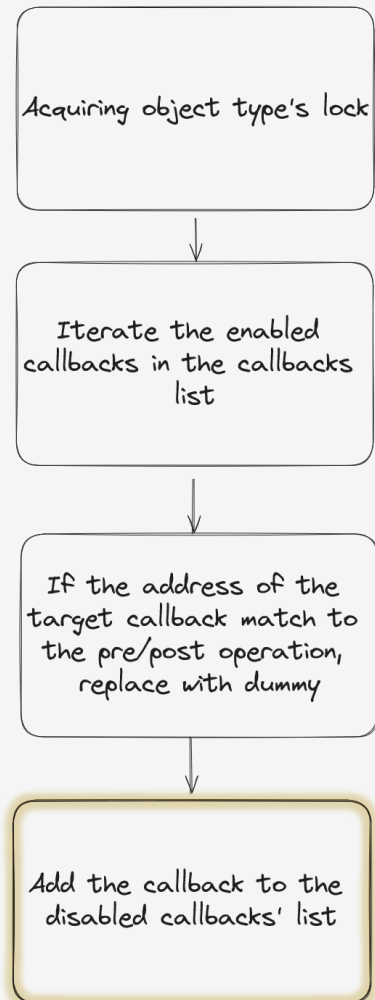 Acquiring object type's lock
Iterate the enabled
callbacks in the callbacks
list
If the address of the
target callback match to
the pre/post operation,
replace with dummy
Add the callback to the
disabled callbacks' list